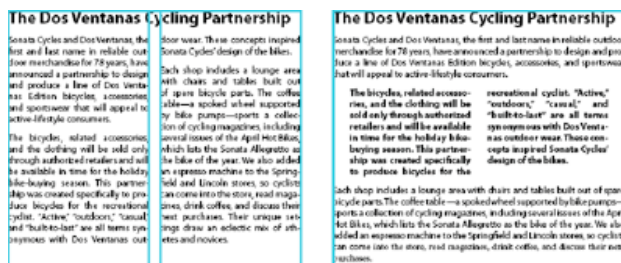 The Dos Ventanas Cycling Partnership
Sonata Cycles and Dos Ventanas, the
first and last name in reliable out-
door merchandise for 78 years, have
announced a partnership to design
and produce a line of Dos Venta-
nas Edition bicycles, accessories,
and sportswear that will appeal to
active-lifestyle consumers.
The bicycles, related accessories,
and the clothing will be sold only
through authorized retailers and will
be available in time for the holiday
bike-buying season. This partner-
ship was created specifically to pro-
duce bicycles for the recreational
cyclist. "Active," "outdoors," "casual,"
and "built-to-last" are all terms syn-
onymous with Dos Ventanas out-
door wear. These concepts inspired
Sonata Cycles' design of the bikes.
Each shop includes a lounge area
with chairs and tables built out
of spare bicycle parts. The coffee
table—a spoked wheel supported
by bike pumps—sports a collec-
tion of cycling magazines, including
several issues of the April Hot Bikes,
which lists the Sonata Allegretto as
the bike of the year. We also added
an espresso machine to the Spring-
field and Lincoln stores, so cyclists
can come into the store, read maga-
zines, drink coffee, and discuss their
next purchases. Their unique set-
tings draw an eclectic mix of ath-
letes and novices.
The Dos Ventanas Cycling Partnership
Sonata Cycles and Dos Ventanas, the first and last name in reliable outdoor
merchandise for 78 years, have announced a partnership to design and pro-
duce a line of Dos Ventanas Edition bicycles, accessories, and sportswear
that will appeal to active-lifestyle consumers.
The bicycles, related accesso-
ries, and the clothing will be
sold only through authorized
retailers and will be available
in time for the holiday bike-
buying season. This partner-
ship was created specifically
to produce bicycles for the
recreational cyclist. "Active,"
"outdoors," "casual," and
"built-to-last" are all terms
synonymous with Dos Venta-
nas outdoor wear. These con-
cepts inspired Sonata Cycles'
design of the bikes.
Each shop includes a lounge area with chairs and tables built out of spare
bicycle parts. The coffee table—a spoked wheel supported by bike pumps—
sports a collection of cycling magazines, including several issues of the April
Hot Bikes, which lists the Sonata Allegretto as the bike of the year. We also
added an espresso machine to the Springfield and Lincoln stores, so cyclists
can come into the store, read magazines, drink coffee, and discuss their next
purchases.